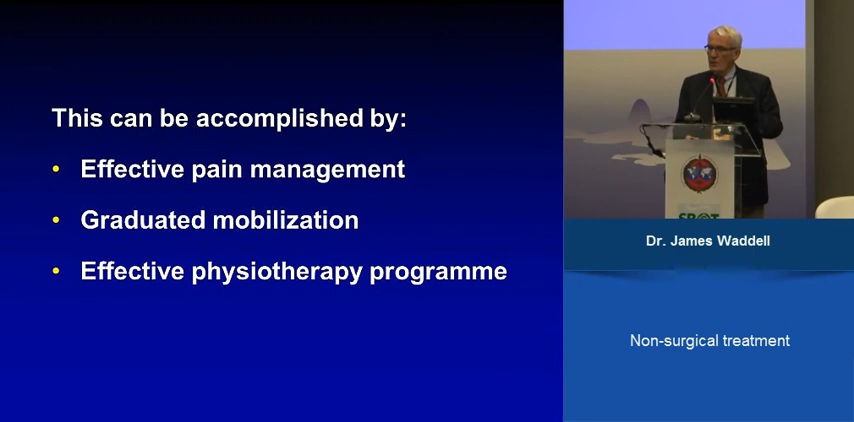 This can be accomplished by:
• Effective pain management
• Graduated mobilization
• Effective physiotherapy programme
SBOT
Dr. James Waddell
Non-surgical treatment